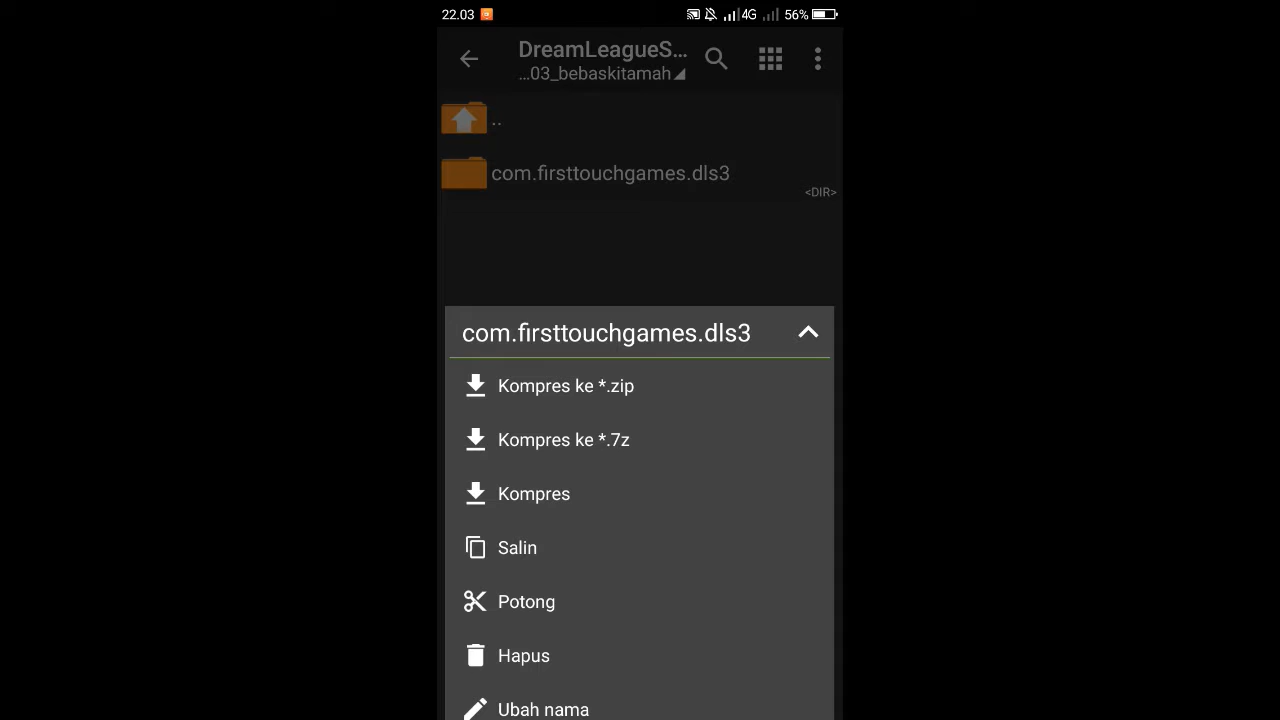 22.03 4G 56%
DreamLeagueS...
...03_bebaskitamah
..
com.firsttouchgames.dls3
<DIR>
com.firsttouchgames.dls3
Kompres ke *.zip
Kompres ke *.7z
Kompres
Salin
Potong
Hapus
Ubah nama